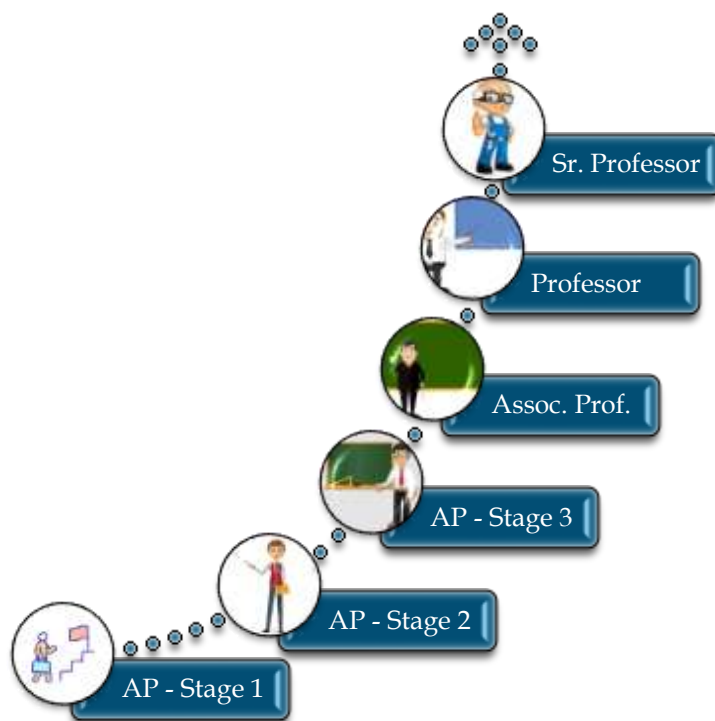 Sr. Professor
Professor
Assoc. Prof.
AP - Stage 3
AP - Stage 2
AP - Stage 1